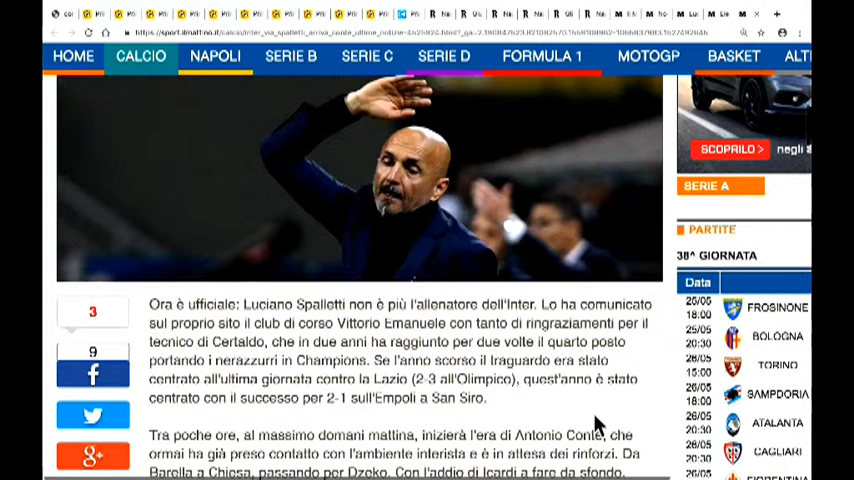 HOME CALCIO NAPOLI SERIE B SERIE C SERIE D FORMULA 1 MOTOGP BASKET ALT
SCOPRILO > negli
SERIE A
PARTITE
38^ GIORNATA
Data
25/05 18:00 FROSINONE
25/05 20:30 BOLOGNA
26/05 15:00 TORINO
26/05 18:00 SAMPDORIA
26/05 20:30 ATALANTA
26/05 20:30 CAGLIARI
26/05 FIORENTINA
3
9
f
g+
Ora è ufficiale: Luciano Spalletti non è più l'allenatore dell'Inter. Lo ha comunicato
sul proprio sito il club di corso Vittorio Emanuele con tanto di ringraziamenti per il
tecnico di Certaldo, che in due anni ha raggiunto per due volte il quarto posto
portando i nerazzurri in Champions. Se l'anno scorso il traguardo era stato
centrato all'ultima giornata contro la Lazio (2-3 all'Olimpico), quest'anno è stato
centrato con il successo per 2-1 sull'Empoli a San Siro.
Tra poche ore, al massimo domani mattina, inizierà l'era di Antonio Conte, che
ormai ha già preso contatto con l'ambiente interista e è in attesa dei rinforzi. Da
Barella a Chiesa, passando per Dzeko. Con l'addio di Icardi a fare da sfondo.